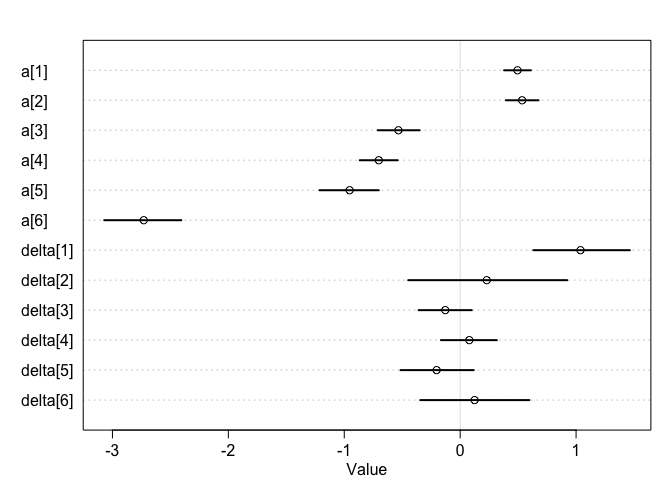 a[1]
a[2]
a[3]
a[4]
a[5]
a[6]
delta[1]
delta[2]
delta[3]
delta[4]
delta[5]
delta[6]
-3 -2 -1 0 1
Value